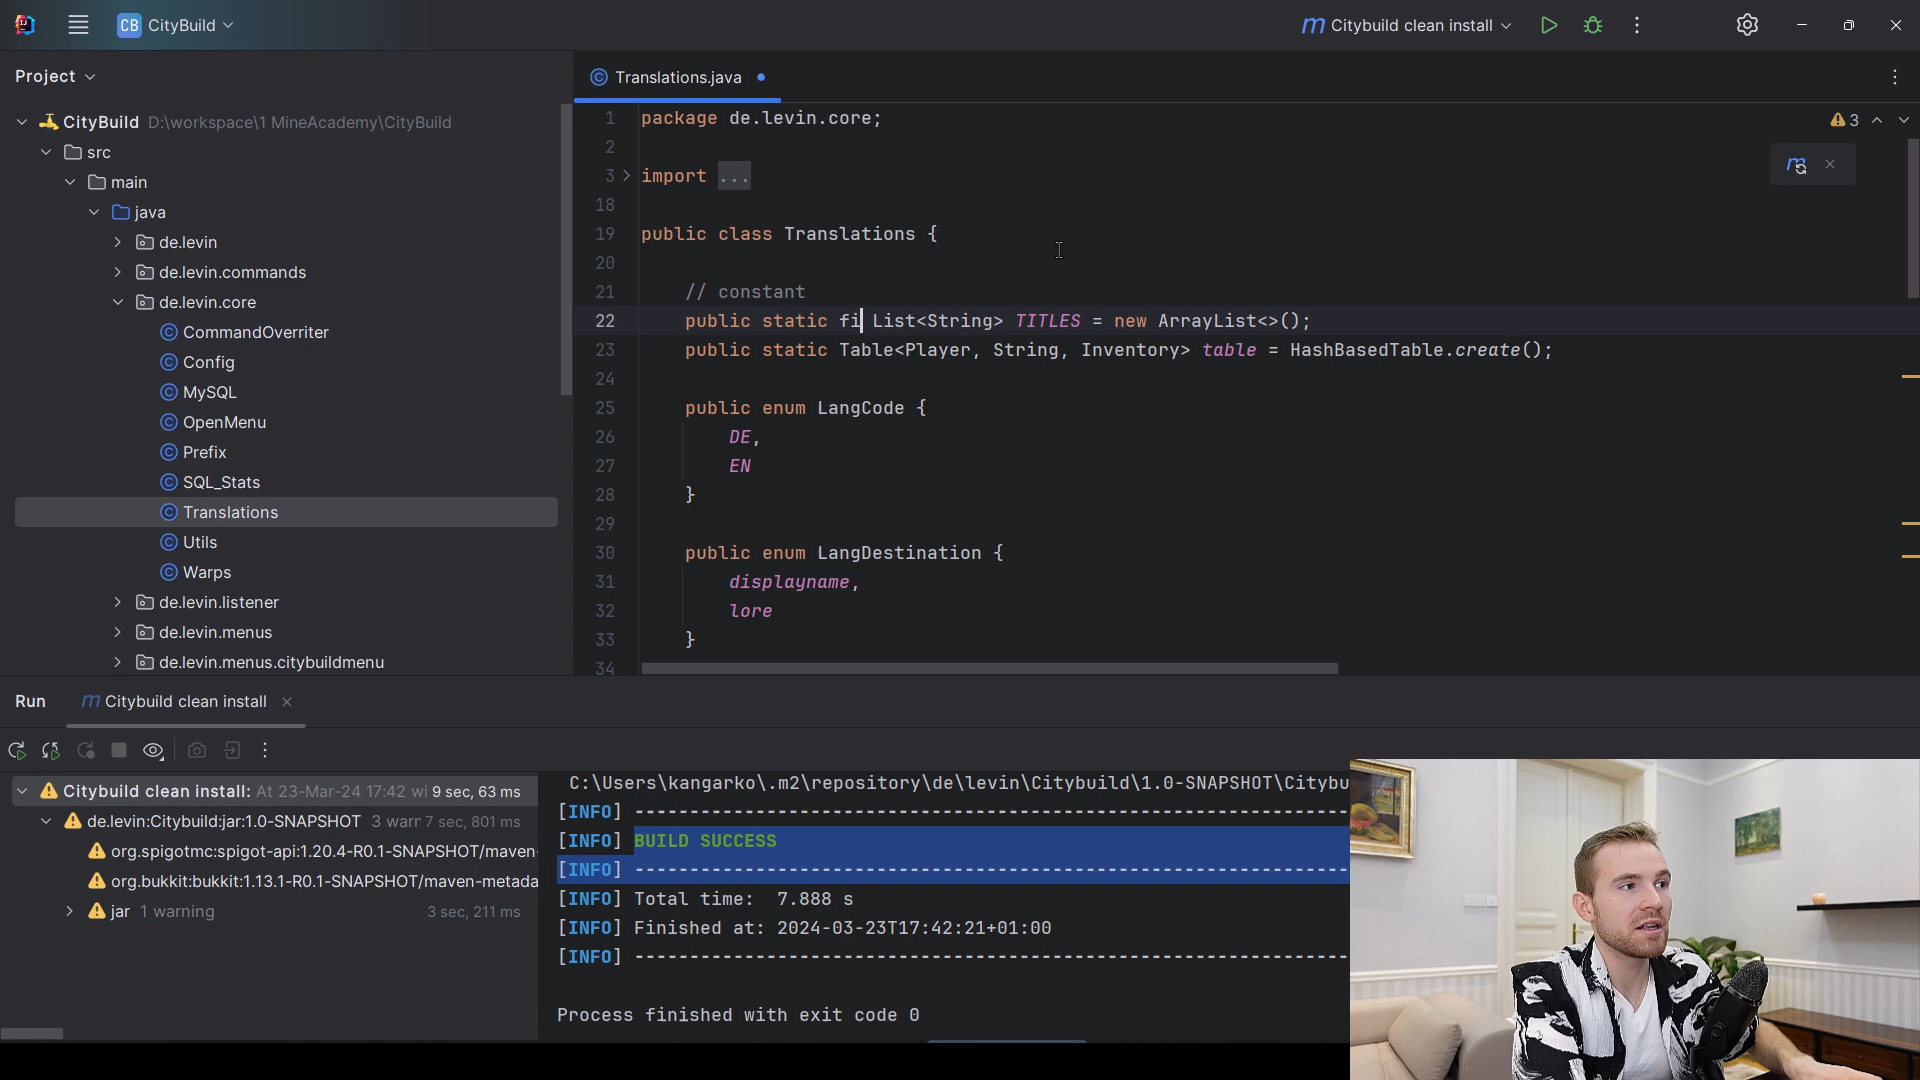 CB CityBuild
Citybuild clean install
Project
CityBuild D:\workspace\1 MineAcademy\CityBuild
src
main
java
de.levin
de.levin.commands
de.levin.core
CommandOverriter
Config
MySQL
OpenMenu
Prefix
SQL_Stats
Translations
Utils
Warps
de.levin.listener
de.levin.menus
de.levin.menus.citybuildmenu
Translations.java
3
1 package de.levin.core;
2
3 import ...
18
19 public class Translations {
20
21 // constant
22 public static fi List<String> TITLES = new ArrayList<>();
23 public static Table<Player, String, Inventory> table = HashBasedTable.create();
24
25 public enum LangCode {
26 DE,
27 EN
28 }
29
30 public enum LangDestination {
31 displayname,
32 lore
33 }
34
Run
Citybuild clean install
Citybuild clean install: At 23-Mar-24 17:42 wi 9 sec, 63 ms
de.levin:Citybuild:jar:1.0-SNAPSHOT 3 warr 7 sec, 801 ms
org.spigotmc:spigot-api:1.20.4-R0.1-SNAPSHOT/maven-
org.bukkit:bukkit:1.13.1-R0.1-SNAPSHOT/maven-metada
jar 1 warning 3 sec, 211 ms
C:\Users\kangarko\.m2\repository\de\levin\Citybuild\1.0-SNAPSHOT\Citybu
[INFO] -----------------------------------------------------------------
[INFO] BUILD SUCCESS
[INFO] -----------------------------------------------------------------
[INFO] Total time:  7.888 s
[INFO] Finished at: 2024-03-23T17:42:21+01:00
[INFO] -----------------------------------------------------------------
Process finished with exit code 0